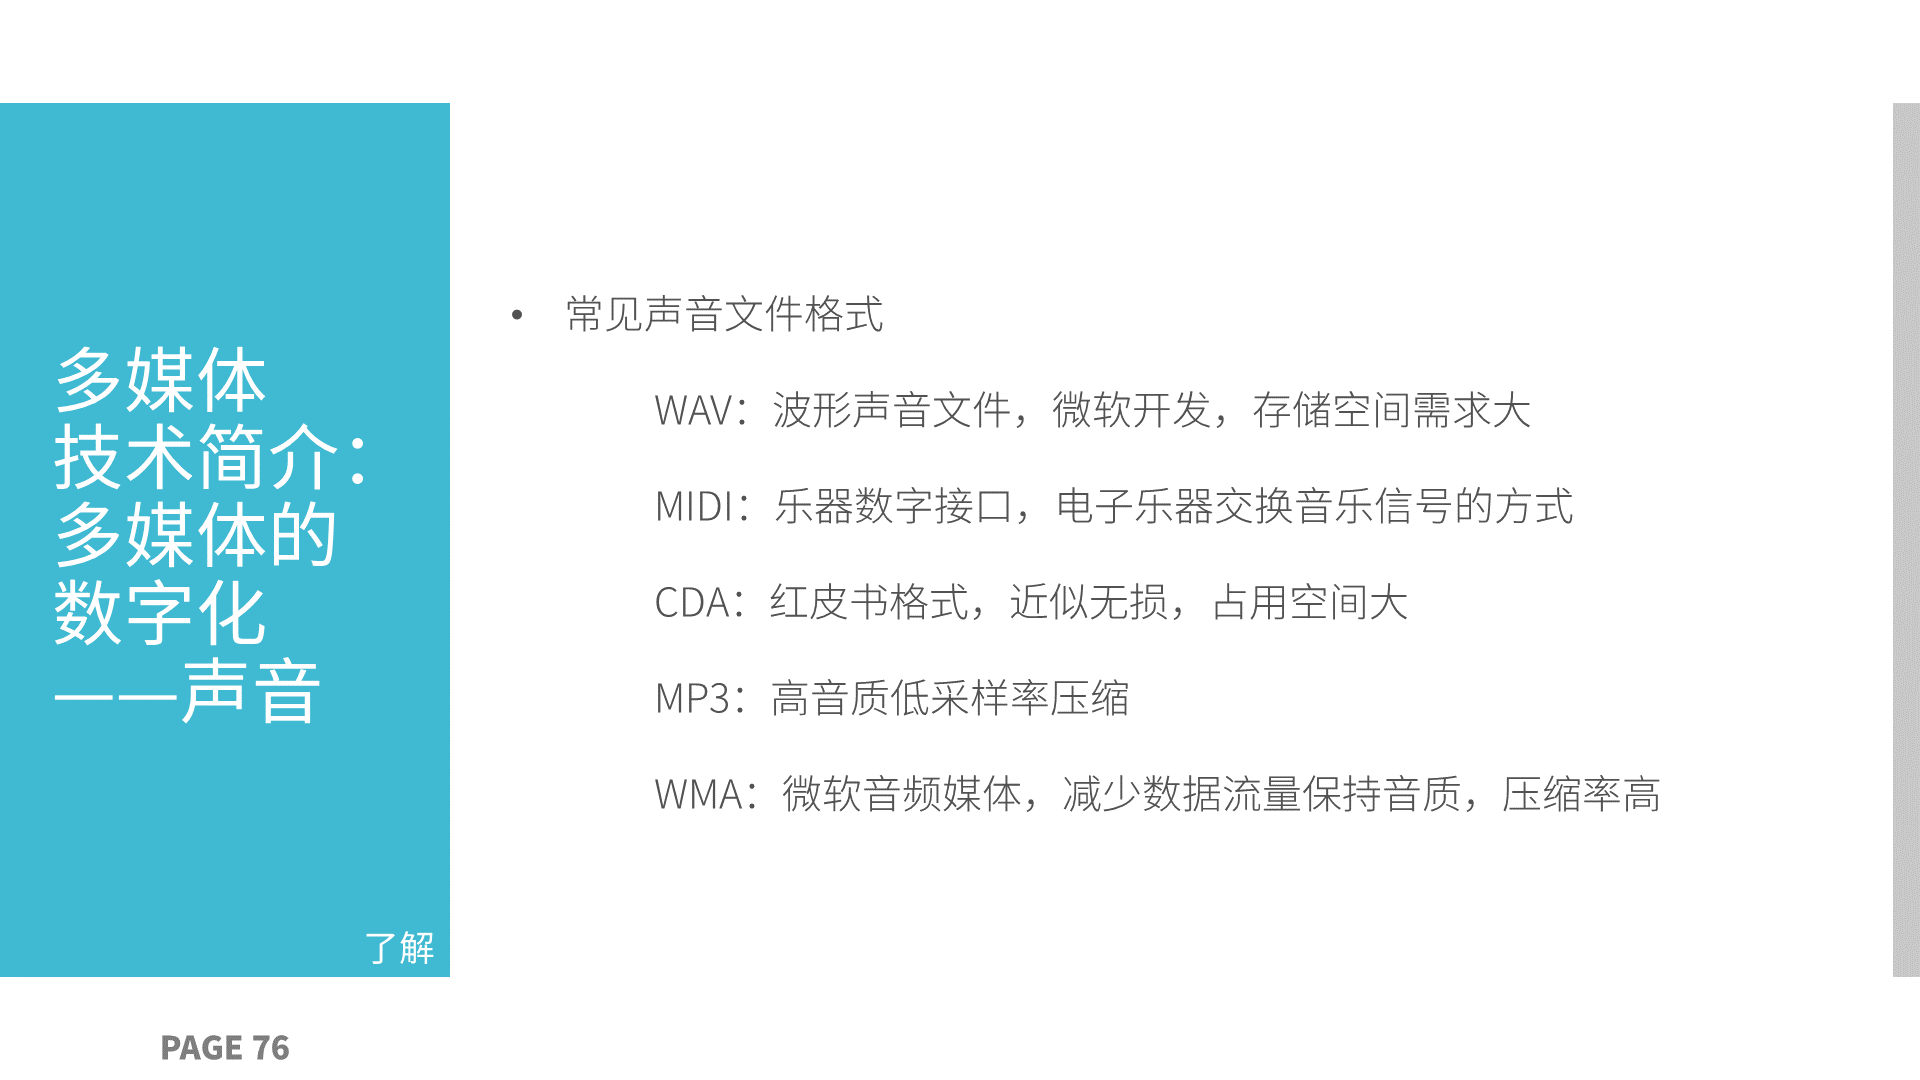 多媒体
技术简介：
多媒体的
数字化
——声音
了解
• 常见声音文件格式
WAV：波形声音文件，微软开发，存储空间需求大
MIDI：乐器数字接口，电子乐器交换音乐信号的方式
CDA：红皮书格式，近似无损，占用空间大
MP3：高音质低采样率压缩
WMA：微软音频媒体，减少数据流量保持音质，压缩率高
PAGE 76